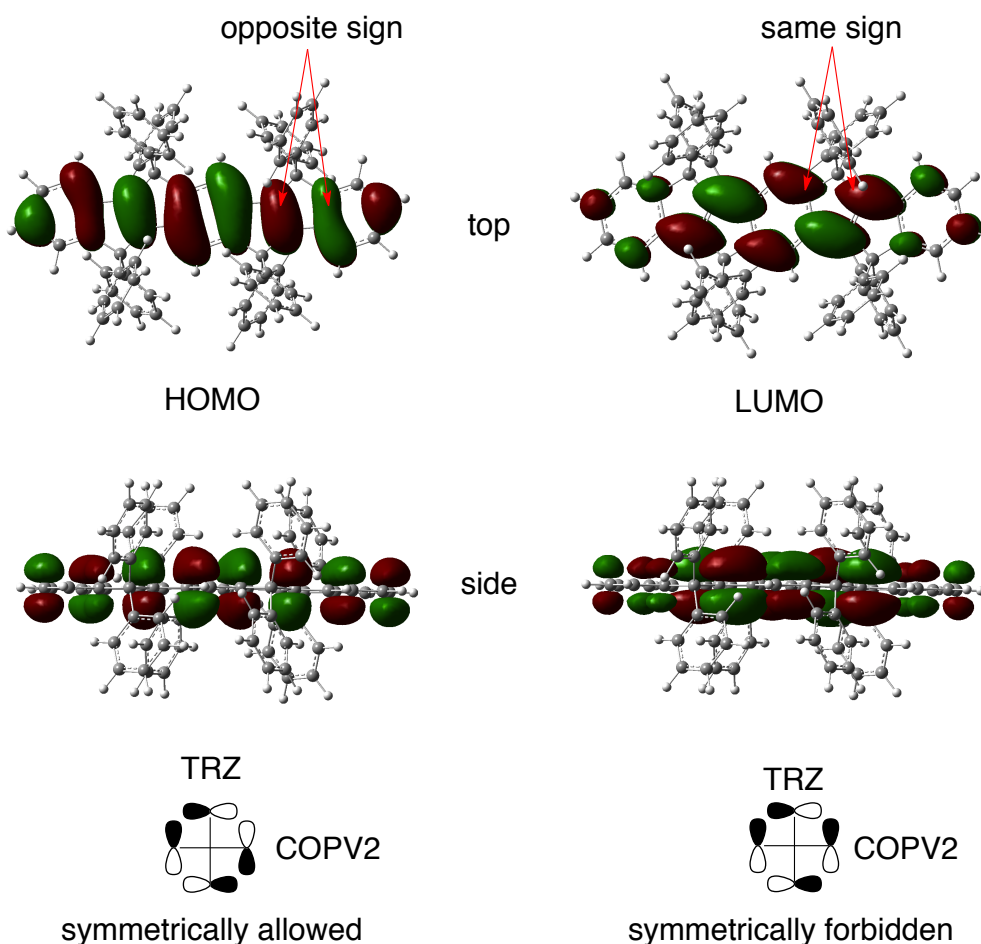 opposite sign
same sign
top
HOMO
LUMO
side
TRZ
TRZ
COPV2
COPV2
symmetrically allowed
symmetrically forbidden